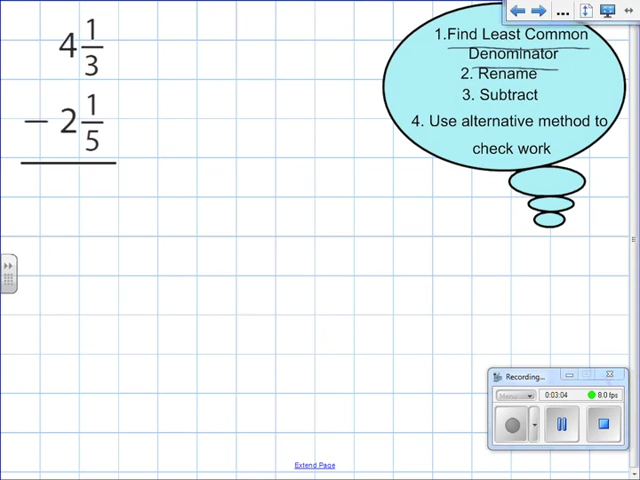 4 1/3
− 2 1/5
1.Find Least Common
Denominator
2. Rename
3. Subtract
4. Use alternative method to
check work
Recording...
Menu
0:03:04
8.0 fps
Extend Page